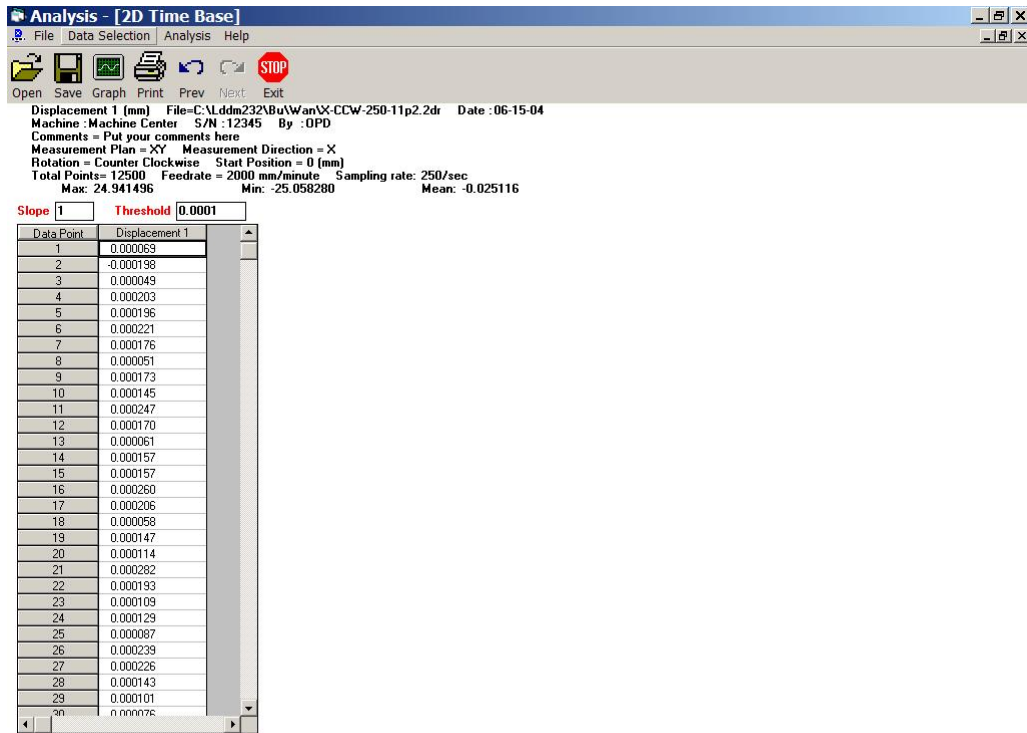 Analysis - [2D Time Base]
File Data Selection Analysis Help
STOP
Open Save Graph Print Prev Next Exit
Displacement 1 (mm) File=C:\Lddm232\Bu\Wan\X-CCW-250-11p2.2dr Date : 06-15-04
Machine : Machine Center S/N : 12345 By : OPD
Comments = Put your comments here
Measurement Plan = XY Measurement Direction = X
Rotation = Counter Clockwise Start Position = 0 (mm)
Total Points= 12500 Feedrate = 2000 mm/minute Sampling rate: 250/sec
Max: 24.941496 Min: -25.058280 Mean: -0.025116
Slope 1 Threshold 0.0001
Data Point Displacement 1
1 0.000069
2 -0.000198
3 0.000049
4 0.000203
5 0.000196
6 0.000221
7 0.000176
8 0.000051
9 0.000173
10 0.000145
11 0.000247
12 0.000170
13 0.000061
14 0.000157
15 0.000157
16 0.000260
17 0.000206
18 0.000058
19 0.000147
20 0.000114
21 0.000282
22 0.000193
23 0.000109
24 0.000129
25 0.000087
26 0.000239
27 0.000226
28 0.000143
29 0.000101
30 0.000076